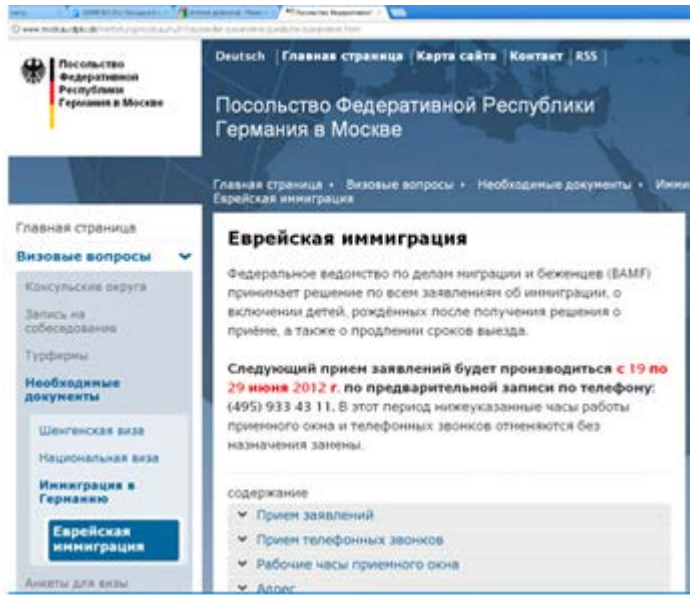 Посольство
Федеративной
Республики
Германия в Москве
Deutsch | Главная страница | Карта сайта | Контакт | RSS |
Посольство Федеративной Республики
Германия в Москве
Главная страница • Визовые вопросы • Необходимые документы •
Еврейская иммиграция
Главная страница
Визовые вопросы
Консульские округа
Запись на
собеседование
Турфирмы
Необходимые
документы
Шенгенская виза
Национальная виза
Иммиграция в
Германию
Еврейская
иммиграция
Анкеты для визы
Еврейская иммиграция
Федеральное ведомство по делам миграции и беженцев (BAMF)
принимает решение по всем заявлениям об иммиграции, о
включении детей, рождённых после получения решения о
приёме, а также о продлении сроков выезда.
Следующий прием заявлений будет производиться с 19 по
29 июня 2012 г. по предварительной записи по телефону:
(495) 933 43 11. В этот период нижеуказанные часы работы
приемного окна и телефонных звонков отменяются без
назначения замены.
содержание
Прием заявлений
Прием телефонных звонков
Рабочие часы приемного окна
Адрес